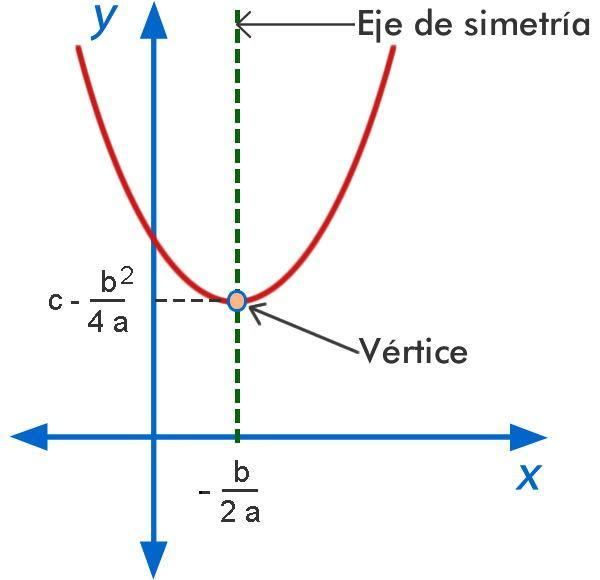 y
Eje de simetría
c - b²/4 a
Vértice
x
- b/2 a